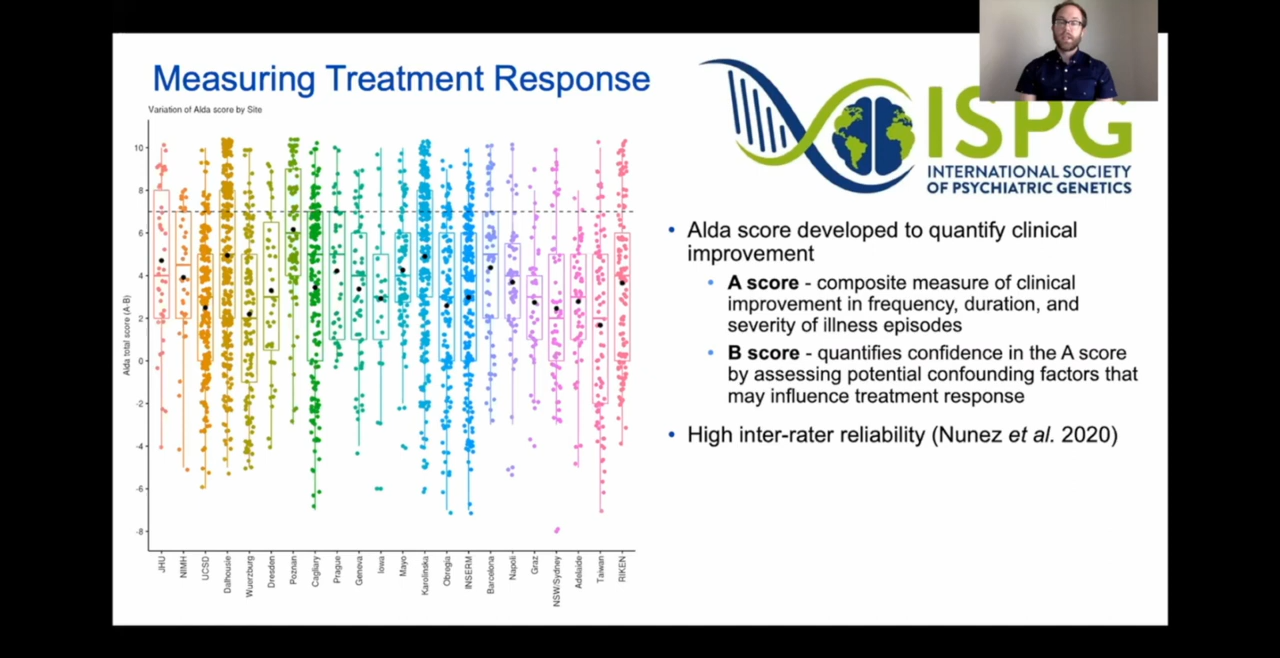 Measuring Treatment Response
Variation of Alda score by Site
Alda total score (A-B)
10
8
6
4
2
0
-2
-4
-6
-8
JHU
NIMH
UCSD
Dalhousie
Wuerzburg
Dresden
Poznan
Cagliary
Prague
Geneva
Iowa
Mayo
Karolinska
Obregia
INSERM
Barcelona
Napoli
Graz
NSW/Sydney
Adelaide
Taiwan
RIKEN
ISPG
INTERNATIONAL SOCIETY
OF PSYCHIATRIC GENETICS
• Alda score developed to quantify clinical
improvement
• A score - composite measure of clinical
improvement in frequency, duration, and
severity of illness episodes
• B score - quantifies confidence in the A score
by assessing potential confounding factors that
may influence treatment response
• High inter-rater reliability (Nunez et al. 2020)